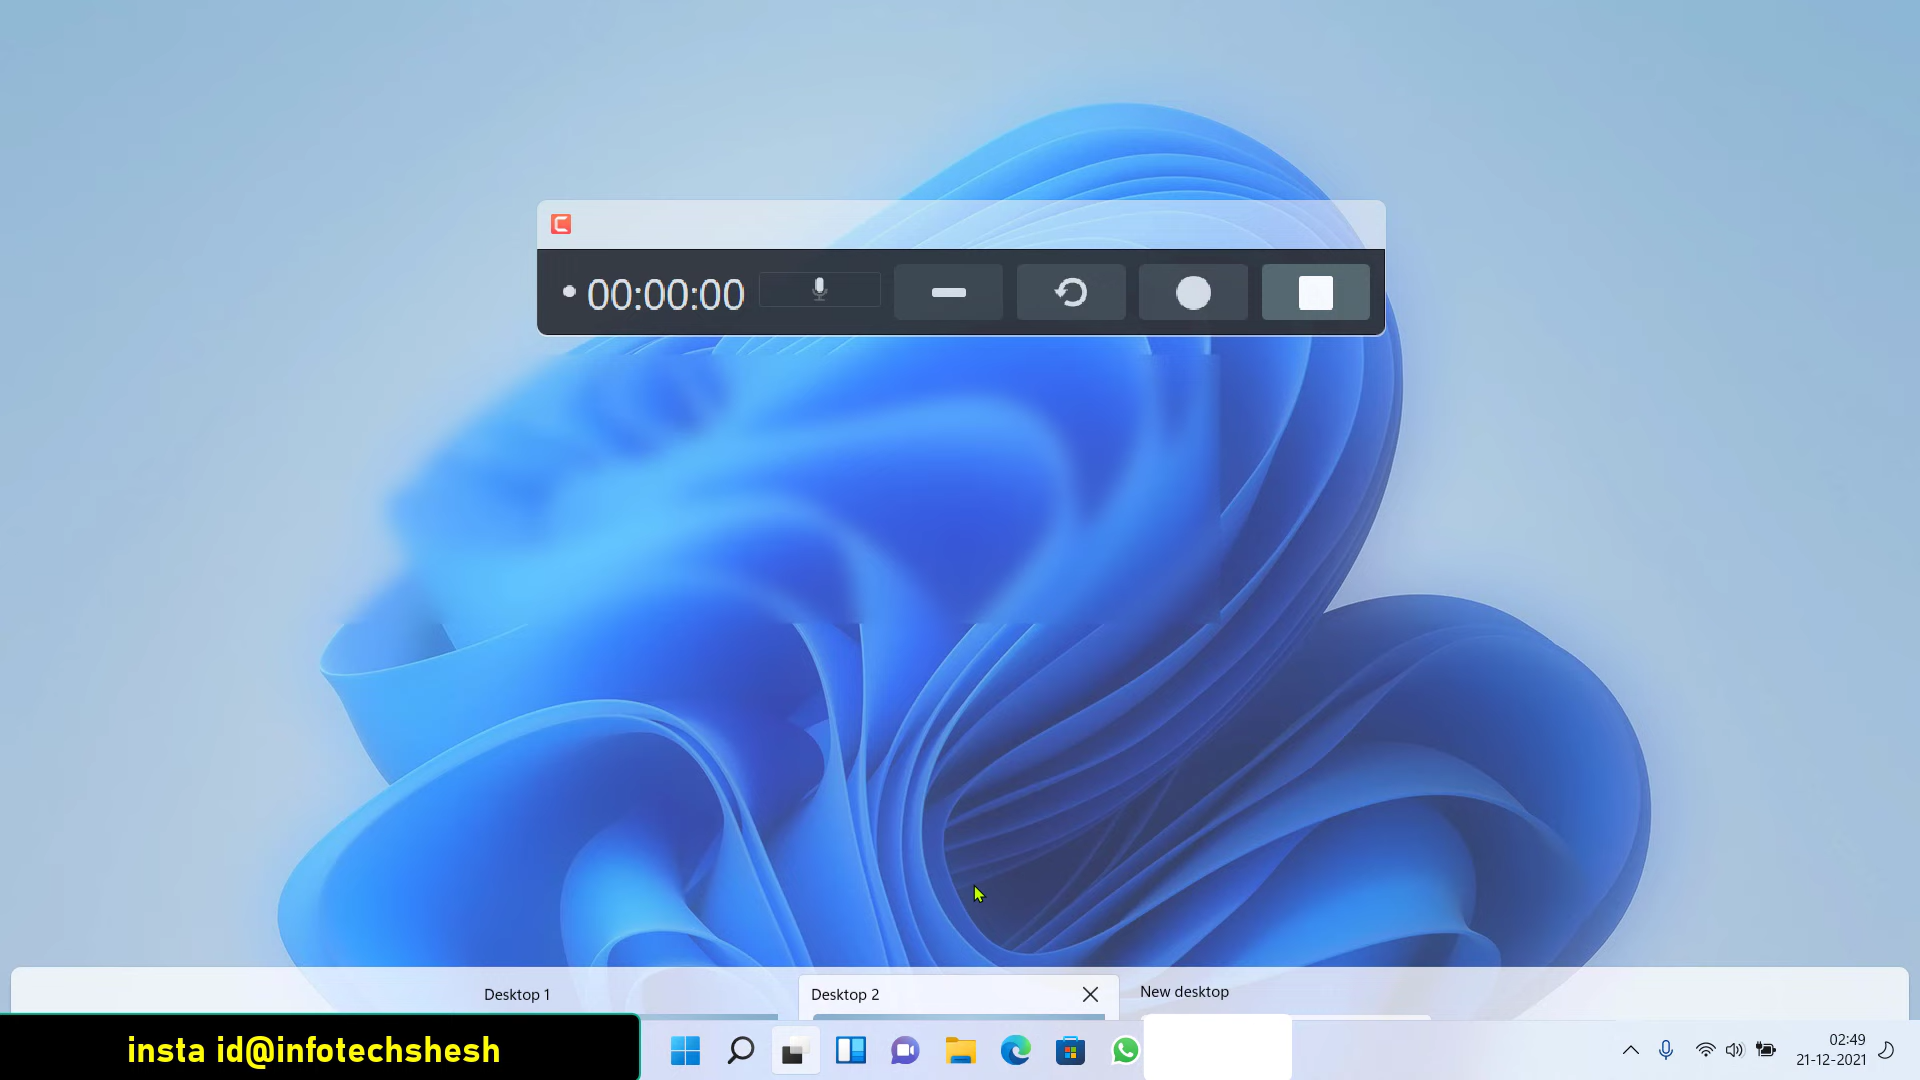 00:00:00
Desktop 1
Desktop 2
New desktop
insta id@infotechshesh
02:49
21-12-2021